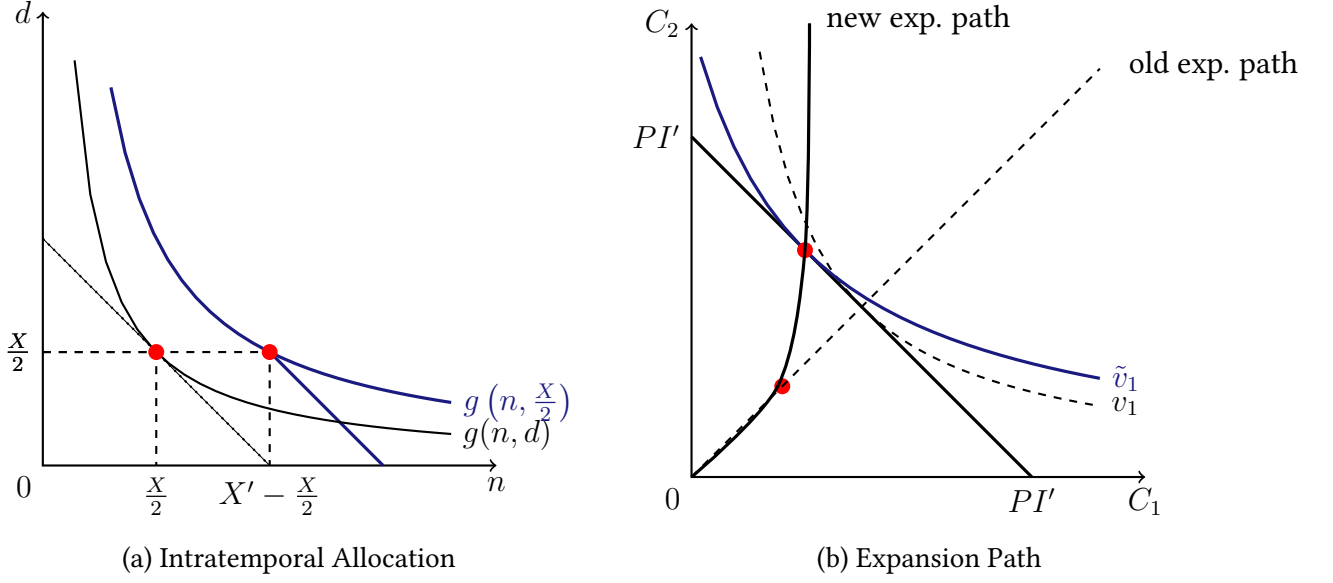 d
X/2
g(n, X/2)
g(n, d)
0
X/2
X′ − X/2
n
(a) Intratemporal Allocation
C₂
new exp. path
old exp. path
PI′
ṽ₁
v₁
0
PI′
C₁
(b) Expansion Path